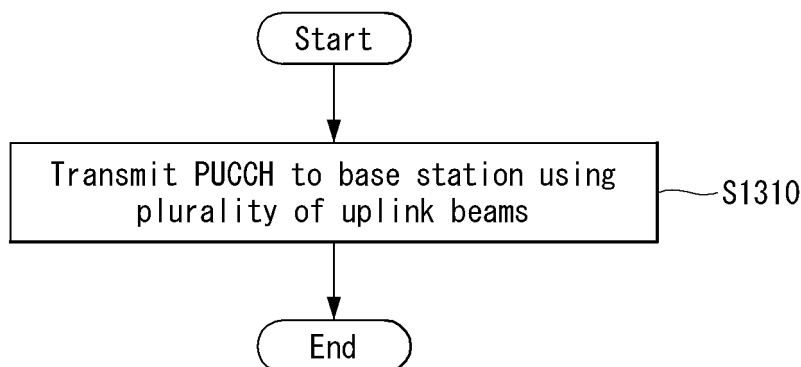 Start
Transmit PUCCH to base station using
plurality of uplink beams
S1310
End